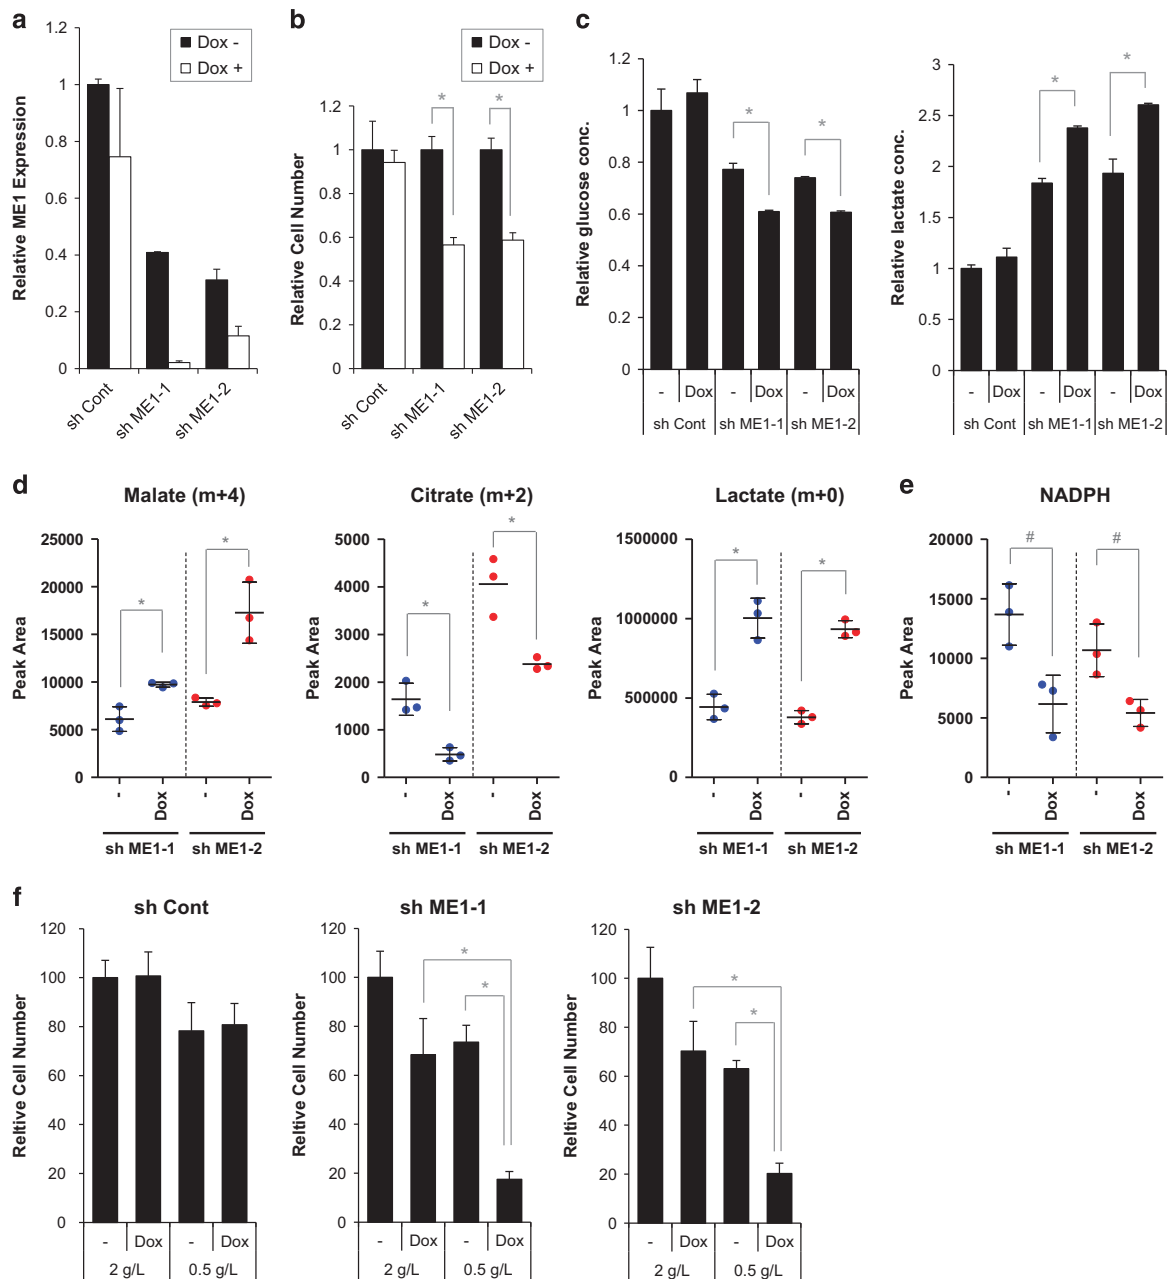 a
1.2
1
0.8
0.6
0.4
0.2
0
Relative ME1 Expression
Dox -
Dox +
sh Cont
sh ME1-1
sh ME1-2
b
1.2
1
0.8
0.6
0.4
0.2
0
Relative Cell Number
Dox -
Dox +
*
*
sh Cont
sh ME1-1
sh ME1-2
c
1.2
1
0.8
0.6
0.4
0.2
0
Relative glucose conc.
*
*
- Dox - Dox - Dox
sh Cont sh ME1-1 sh ME1-2
3
2.5
2
1.5
1
0.5
0
Relative lactate conc.
*
*
- Dox - Dox - Dox
sh Cont sh ME1-1 sh ME1-2
d
Malate (m+4)
25000
20000
15000
10000
5000
0
Peak Area
*
*
- Dox - Dox
sh ME1-1 sh ME1-2
Citrate (m+2)
5000
4000
3000
2000
1000
0
Peak Area
*
*
- Dox - Dox
sh ME1-1 sh ME1-2
Lactate (m+0)
1500000
1000000
500000
0
Peak Area
*
*
- Dox - Dox
sh ME1-1 sh ME1-2
e
NADPH
20000
15000
10000
5000
0
Peak Area
#
#
- Dox - Dox
sh ME1-1 sh ME1-2
f
sh Cont
120
100
80
60
40
20
0
Reltive Cell Number
- Dox - Dox
2 g/L 0.5 g/L
sh ME1-1
120
100
80
60
40
20
0
Reltive Cell Number
*
*
- Dox - Dox
2 g/L 0.5 g/L
sh ME1-2
120
100
80
60
40
20
0
Reltive Cell Number
*
*
- Dox - Dox
2 g/L 0.5 g/L